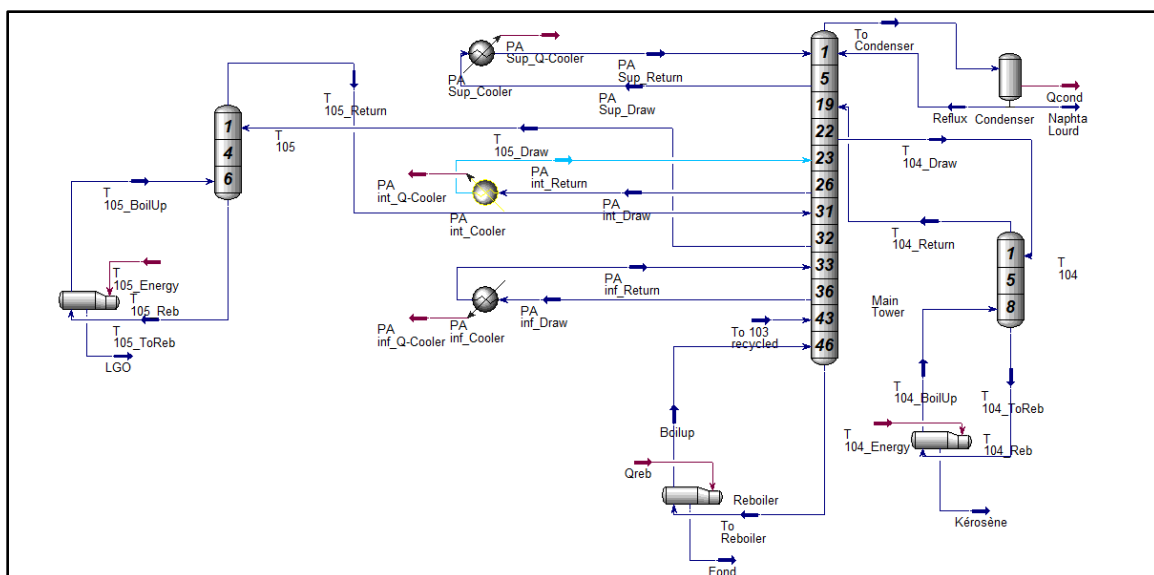 PA
Sup_Q-Cooler
PA
Sup_Cooler
PA
Sup_Return
PA
Sup_Draw
To
Condenser
Qcond
Reflux
Condenser
Naphta
Lourd
1
5
19
22
23
26
31
32
33
36
43
46
T
105_Return
1
4
6
T
105
T
105_Draw
T
104_Draw
T
105_BoilUp
PA
int_Q-Cooler
PA
int_Cooler
PA
int_Return
PA
int_Draw
T
104_Return
1
5
8
T
104
T
105_Energy
T
105_Reb
T
105_ToReb
LGO
PA
inf_Q-Cooler
PA
inf_Cooler
PA
inf_Return
PA
inf_Draw
To 103
recycled
Main
Tower
T
104_BoilUp
T
104_ToReb
T
104_Energy
T
104_Reb
Kérosène
Boilup
Qreb
Reboiler
To
Reboiler
Fond